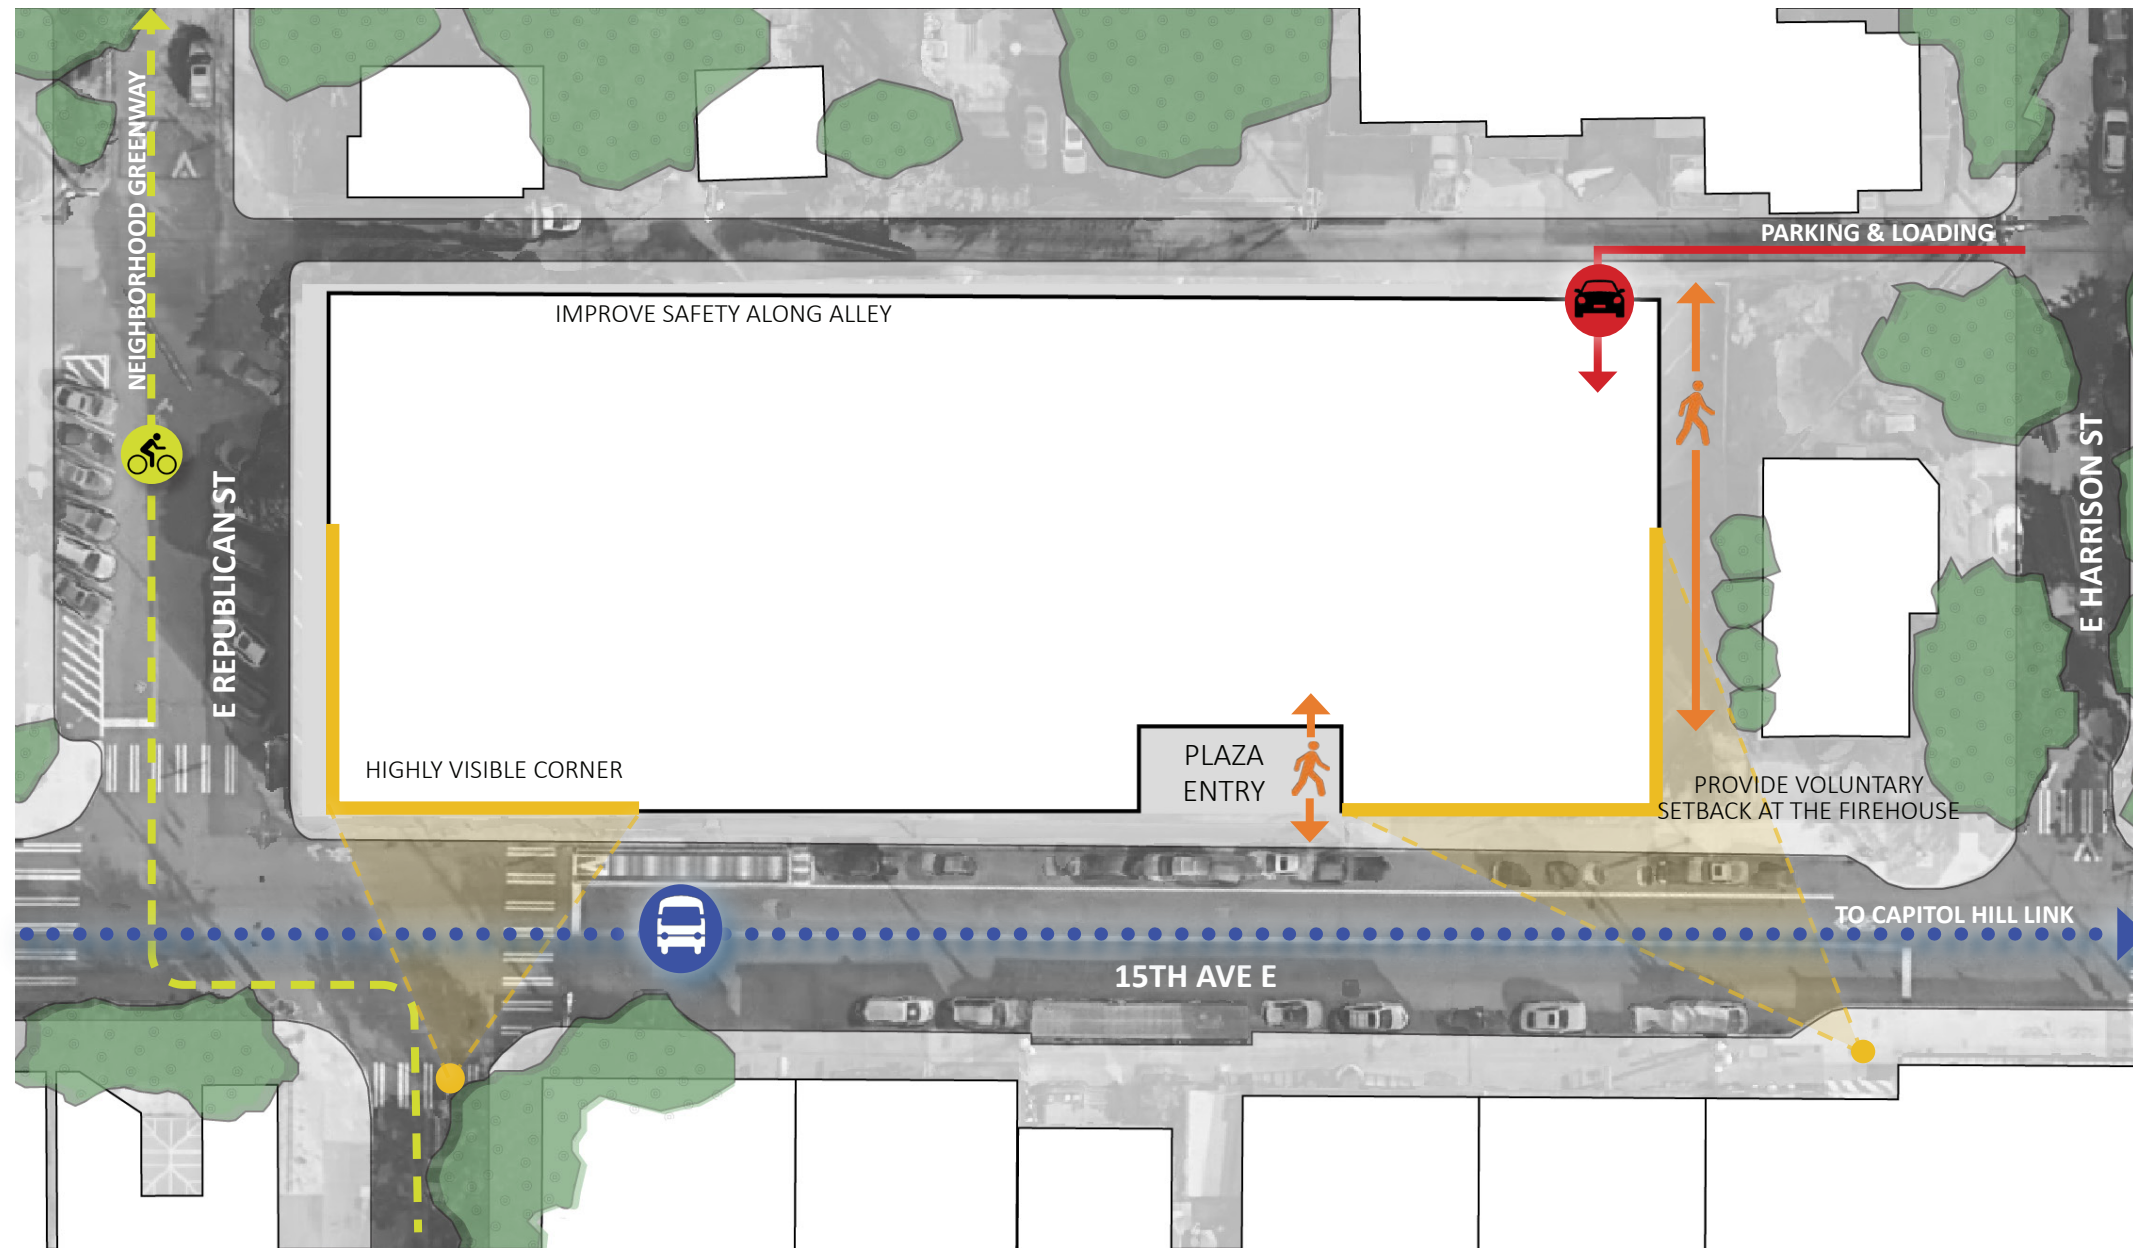 NEIGHBORHOOD GREENWAY
PARKING & LOADING
IMPROVE SAFETY ALONG ALLEY
E REPUBLICAN ST
E HARRISON ST
HIGHLY VISIBLE CORNER
PLAZA
ENTRY
PROVIDE VOLUNTARY
SETBACK AT THE FIREHOUSE
TO CAPITOL HILL LINK
15TH AVE E